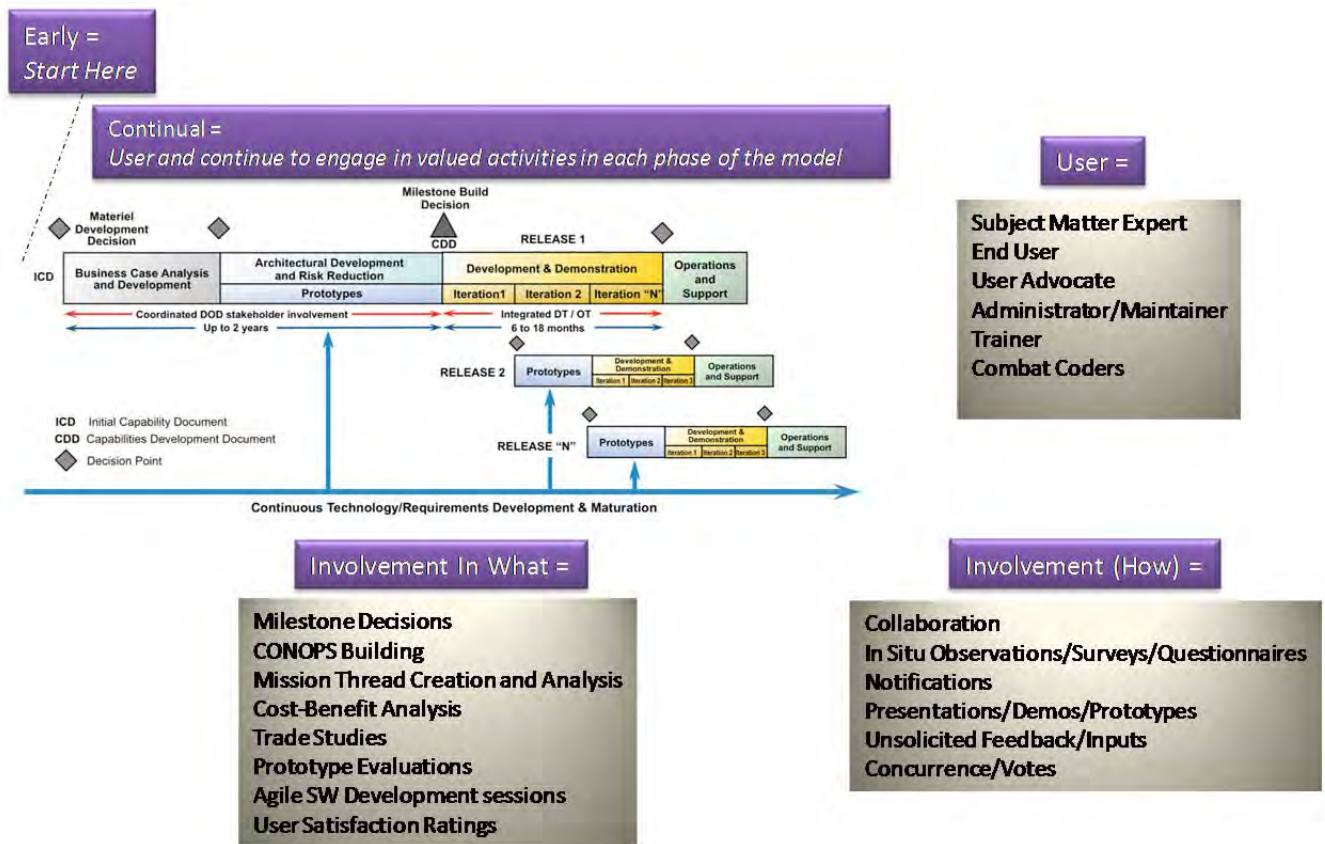 Early =
Start Here
Continual =
User and continue to engage in valued activities in each phase of the model
Milestone Build
Decision
Materiel
Development
Decision
CDD
RELEASE 1
ICD
Business Case Analysis
and Development
Architectural Development
and Risk Reduction
Prototypes
Development & Demonstration
Iteration1
Iteration 2
Iteration "N"
Operations
and
Support
Coordinated DOD stakeholder involvement
Integrated DT / OT
Up to 2 years
6 to 18 months
RELEASE 2
Prototypes
Development &
Demonstration
Iteration 1
Iteration 2
Iteration 3
Operations
and Support
RELEASE "N"
Prototypes
Development &
Demonstration
Iteration 1
Iteration 2
Iteration 3
Operations
and Support
ICD Initial Capability Document
CDD Capabilities Development Document
Decision Point
Continuous Technology/Requirements Development & Maturation
User =
Subject Matter Expert
End User
User Advocate
Administrator/Maintainer
Trainer
Combat Coders
Involvement In What =
Milestone Decisions
CONOPS Building
Mission Thread Creation and Analysis
Cost-Benefit Analysis
Trade Studies
Prototype Evaluations
Agile SW Development sessions
User Satisfaction Ratings
Involvement (How) =
Collaboration
In Situ Observations/Surveys/Questionnaires
Notifications
Presentations/Demos/Prototypes
Unsolicited Feedback/Inputs
Concurrence/Votes